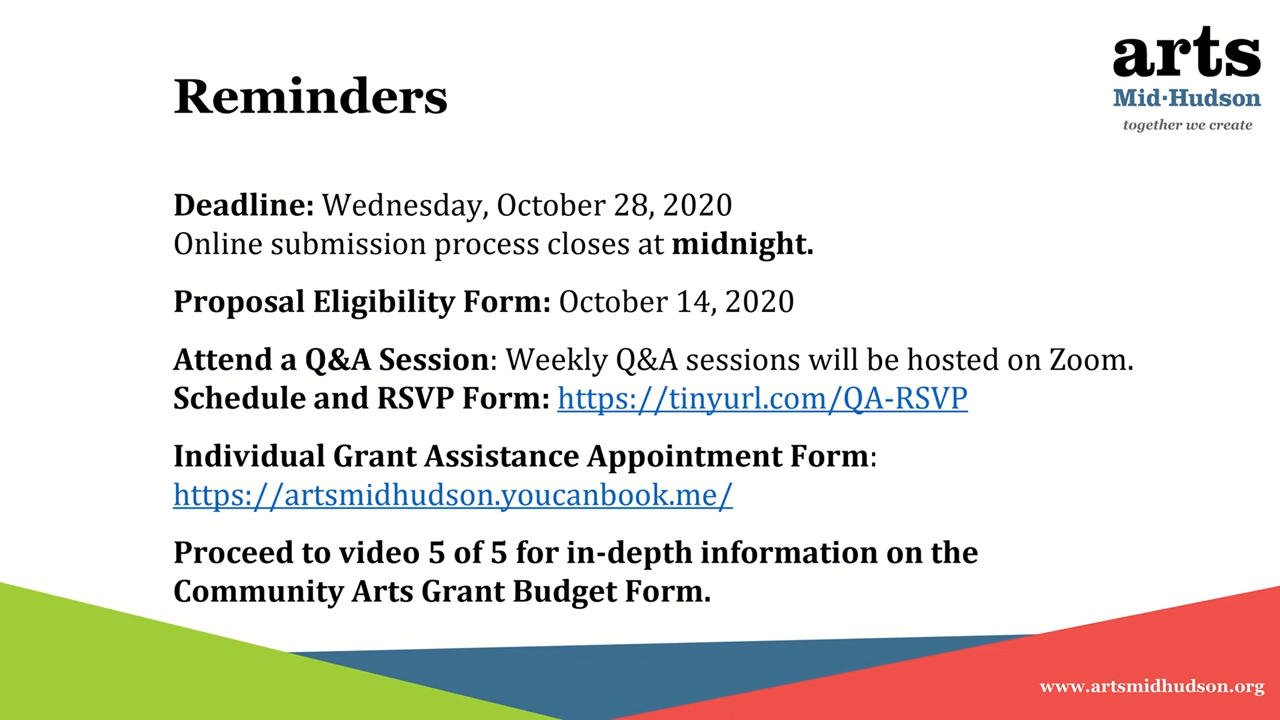 arts
Mid·Hudson
together we create
Reminders
Deadline: Wednesday, October 28, 2020
Online submission process closes at midnight.
Proposal Eligibility Form: October 14, 2020
Attend a Q&A Session: Weekly Q&A sessions will be hosted on Zoom.
Schedule and RSVP Form: https://tinyurl.com/QA-RSVP
Individual Grant Assistance Appointment Form:
https://artsmidhudson.youcanbook.me/
Proceed to video 5 of 5 for in-depth information on the
Community Arts Grant Budget Form.
www.artsmidhudson.org